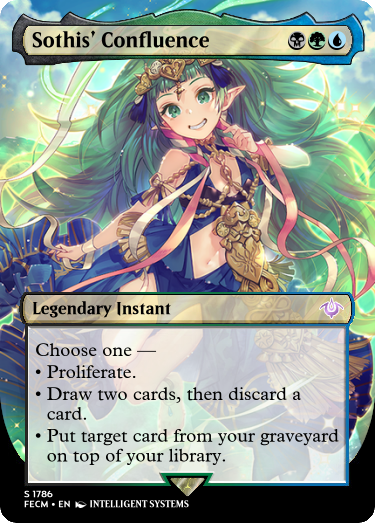 Sothis' Confluence
Legendary Instant
Choose one —
• Proliferate.
• Draw two cards, then discard a
card.
• Put target card from your graveyard
on top of your library.
S 1786
FECM • EN INTELLIGENT SYSTEMS